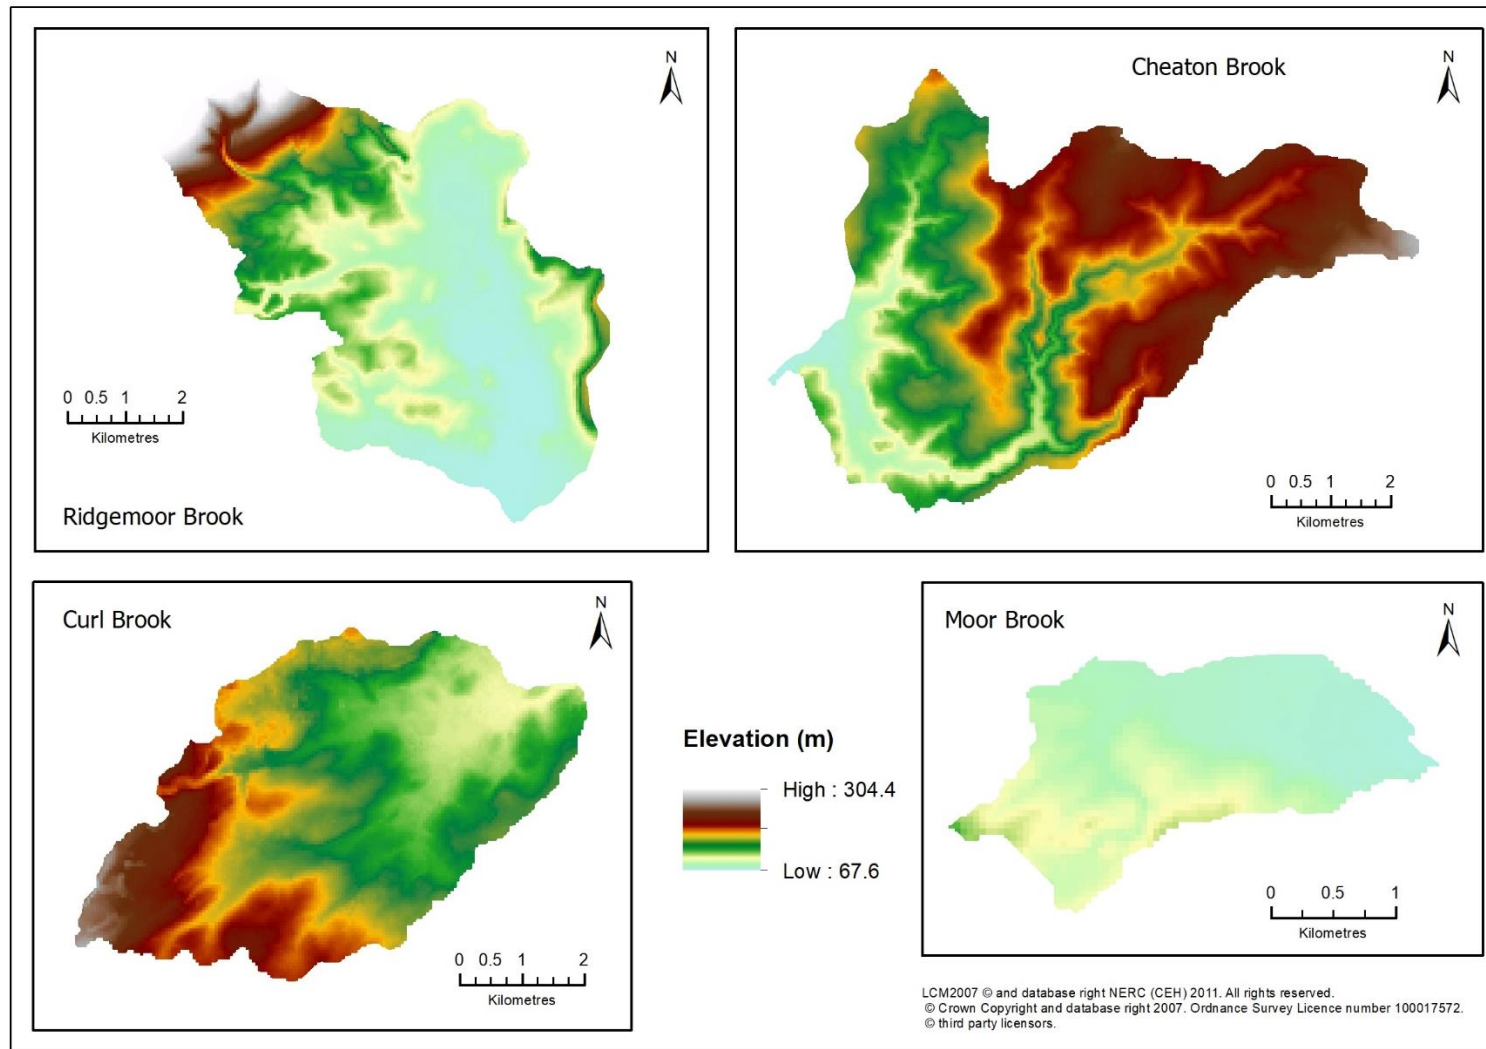 N
Ridgemoor Brook
0 0.5 1 2
Kilometres
Cheaton Brook
N
0 0.5 1 2
Kilometres
Curl Brook
N
0 0.5 1 2
Kilometres
Elevation (m)
High : 304.4
Low : 67.6
Moor Brook
N
0 0.5 1
Kilometres
LCM2007 © and database right NERC (CEH) 2011. All rights reserved.
© Crown Copyright and database right 2007. Ordnance Survey Licence number 100017572.
© third party licensors.